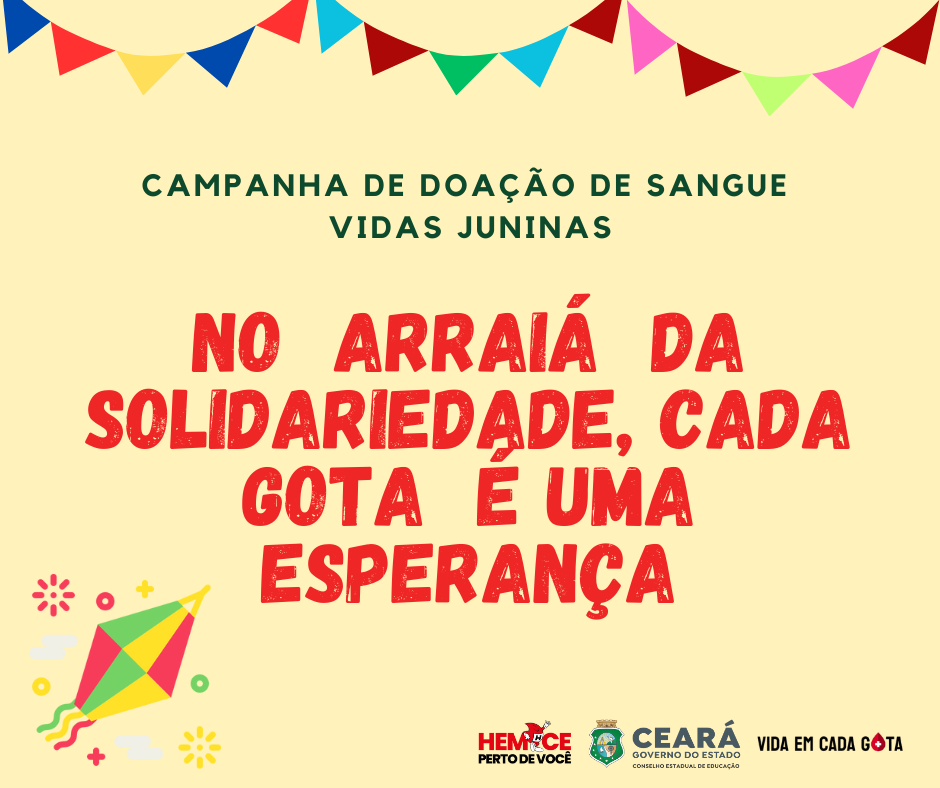 CAMPANHA DE DOAÇÃO DE SANGUE
VIDAS JUNINAS
NO ARRAIÁ DA
SOLIDARIEDADE, CADA
GOTA É UMA
ESPERANÇA
HEMOCE
PERTO DE VOCÊ
CEARÁ
GOVERNO DO ESTADO
CONSELHO ESTADUAL DE EDUCAÇÃO
VIDA EM CADA GOTA